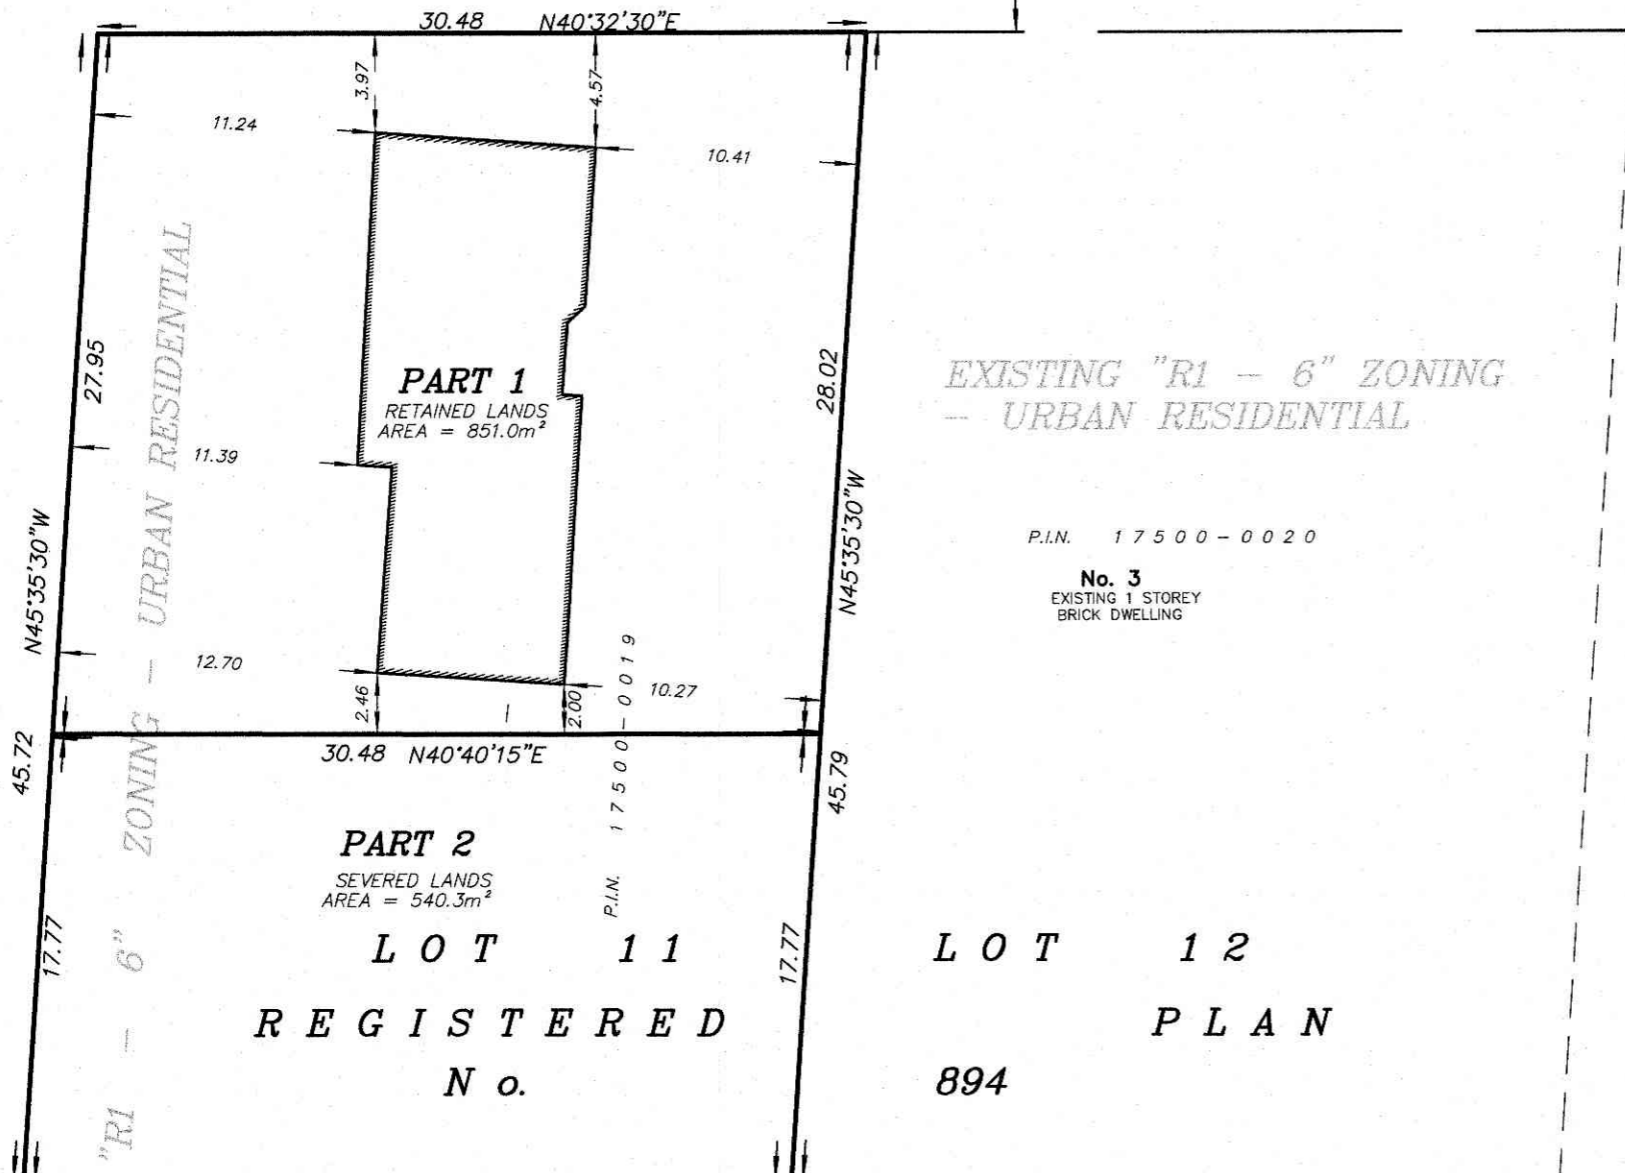 30.48 N40°32'30"E
3.97
4.57
11.24
10.41
27.95
"R1 - 6" ZONING - URBAN RESIDENTIAL
PART 1
RETAINED LANDS
AREA = 851.0m²
28.02
EXISTING "R1 - 6" ZONING
- URBAN RESIDENTIAL
11.39
N45°35'30"W
N45°35'30"W
P.I.N. 17500-0020
No. 3
EXISTING 1 STOREY
BRICK DWELLING
12.70
2.46
2.00
10.27
P.I.N. 17500-0019
30.48 N40°40'15"E
45.72
45.79
PART 2
SEVERED LANDS
AREA = 540.3m²
17.77
17.77
LOT 11
LOT 12
REGISTERED PLAN
No. 894